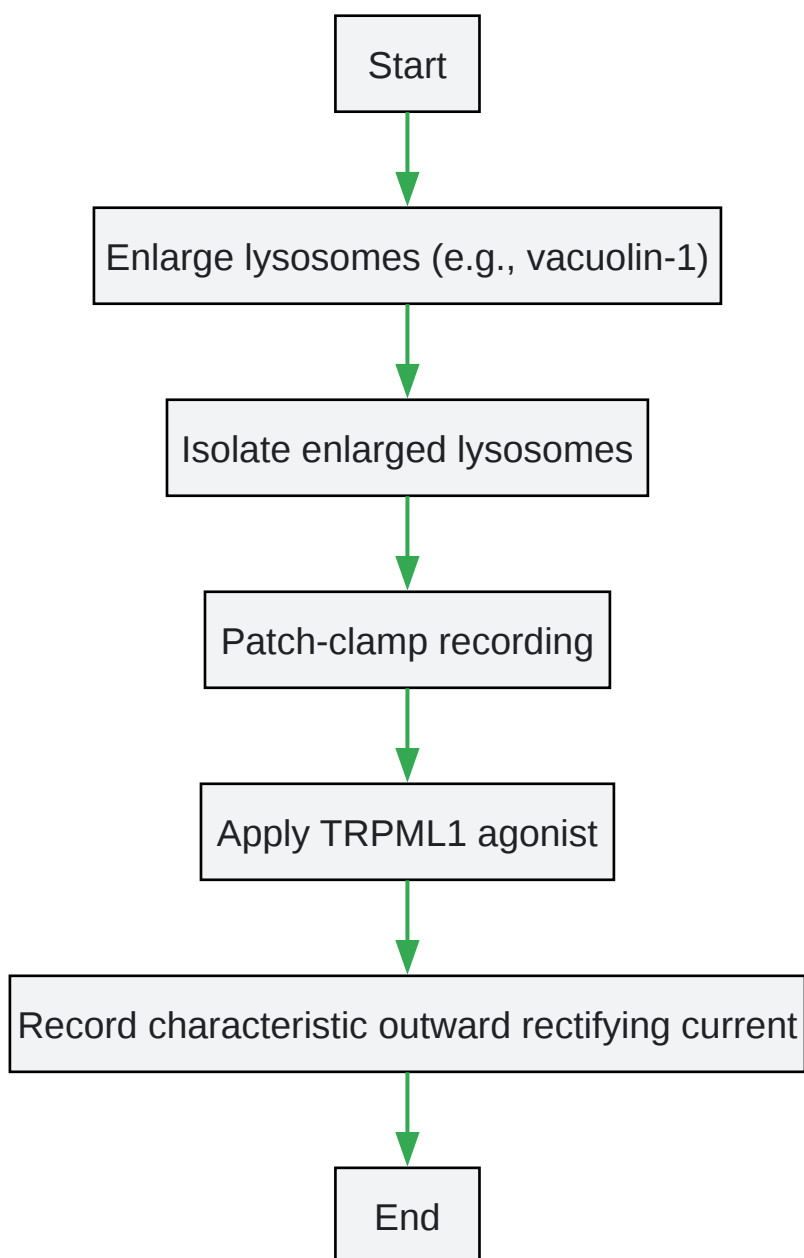 Start
Enlarge lysosomes (e.g., vacuolin-1)
Isolate enlarged lysosomes
Patch-clamp recording
Apply TRPML1 agonist
Record characteristic outward rectifying current
End